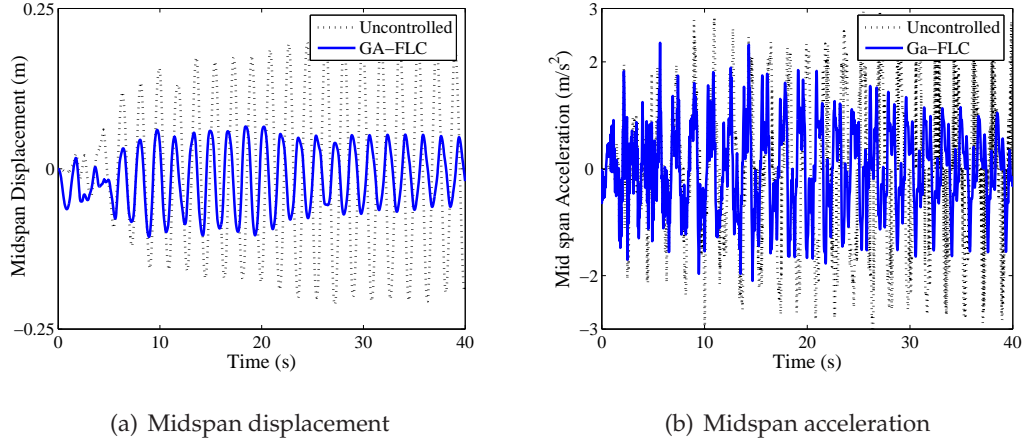 0.25
0
−0.25
Midspan Displacement (m)
Uncontrolled
GA−FLC
0 10 20 30 40
Time (s)
(a) Midspan displacement
3
2
0
−2
−3
Mid span Acceleration (m/s²)
Uncontrolled
Ga−FLC
0 10 20 30 40
Time (s)
(b) Midspan acceleration